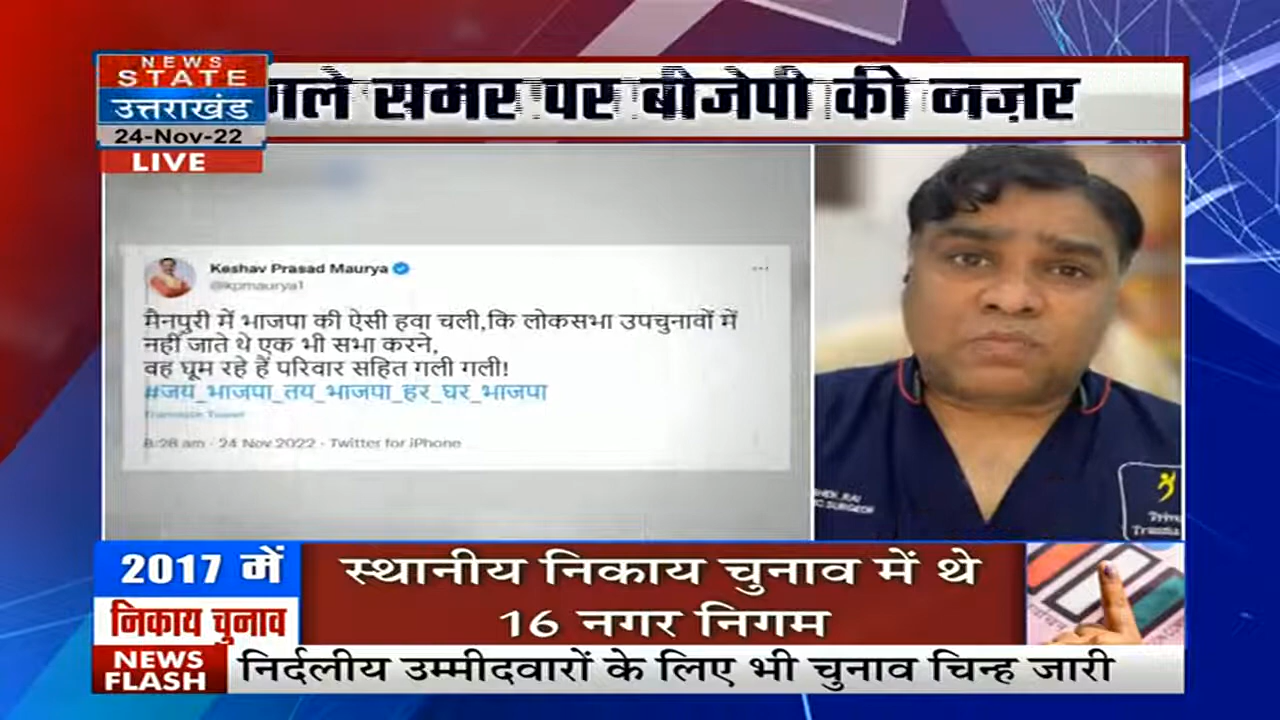 NEWS
STATE
उत्तराखंड
24-Nov-22
LIVE
समर पर बीजेपी की नज़र
Keshav Prasad Maurya
@kpmaurya1
मैनपुरी में भाजपा की ऐसी हवा चली,कि लोकसभा उपचुनावों में
नहीं जाते थे एक भी सभा करने,
वह घूम रहे हैं परिवार सहित गली गली!
#जय_भाजपा_तय_भाजपा_हर_घर_भाजपा
Translate Tweet
8:28 am · 24 Nov 2022 · Twitter for iPhone
RAI
SURGEON
2017 में
निकाय चुनाव
स्थानीय निकाय चुनाव में थे
16 नगर निगम
NEWS
FLASH
निर्दलीय उम्मीदवारों के लिए भी चुनाव चिन्ह जारी